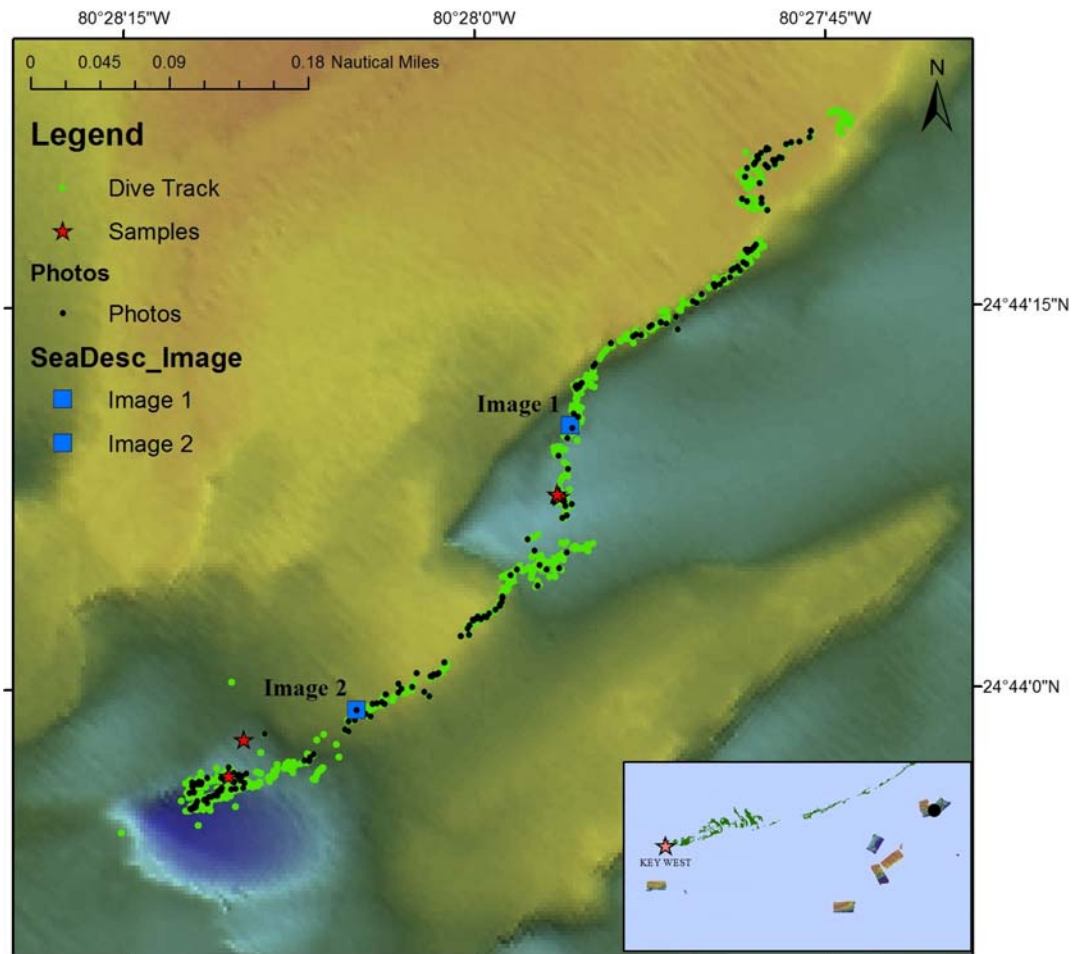 80°28'15"W 80°28'0"W 80°27'45"W
0 0.045 0.09 0.18 Nautical Miles
N
Legend
Dive Track
Samples
Photos
Photos
24°44'15"N
SeaDesc_Image
Image 1
Image 1
Image 2
Image 2
24°44'0"N
KEY WEST